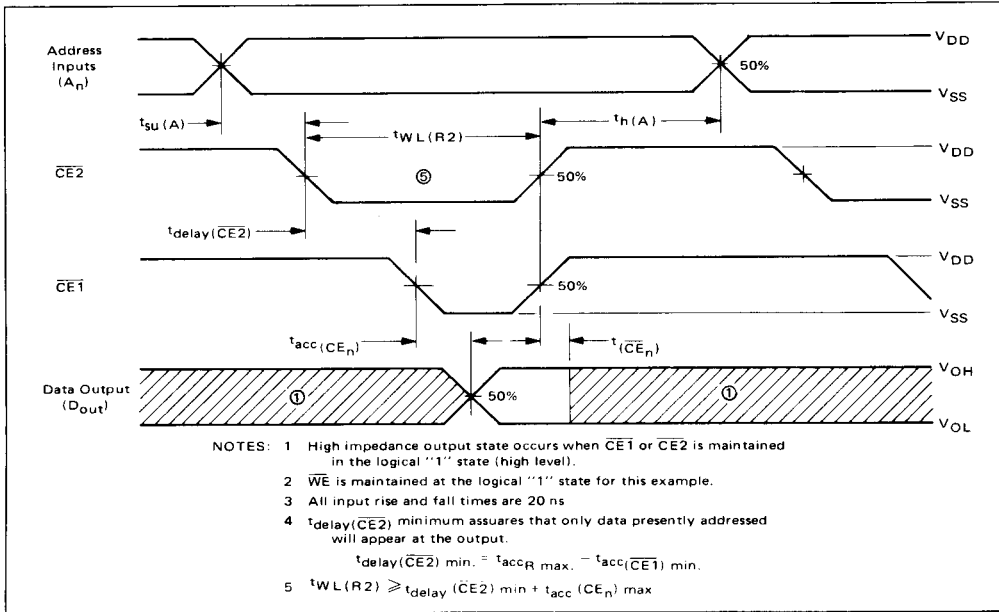 Address
Inputs
(An)
VDD
50%
VSS
tsu(A)
tWL(R2)
th(A)
CE2
⑤
50%
VDD
VSS
tdelay(CE2)
CE1
50%
VDD
VSS
tacc(CEn)
t(CEn)
Data Output
(Dout)
①
50%
①
VOH
VOL
NOTES: 1 High impedance output state occurs when CE1 or CE2 is maintained
in the logical "1" state (high level).
2 WE is maintained at the logical "1" state for this example.
3 All input rise and fall times are 20 ns
4 tdelay(CE2) minimum assuares that only data presently addressed
will appear at the output.
tdelay(CE2) min. = taccR max. − tacc(CE1) min.
5 tWL(R2) ≥ tdelay (CE2) min + tacc (CEn) max